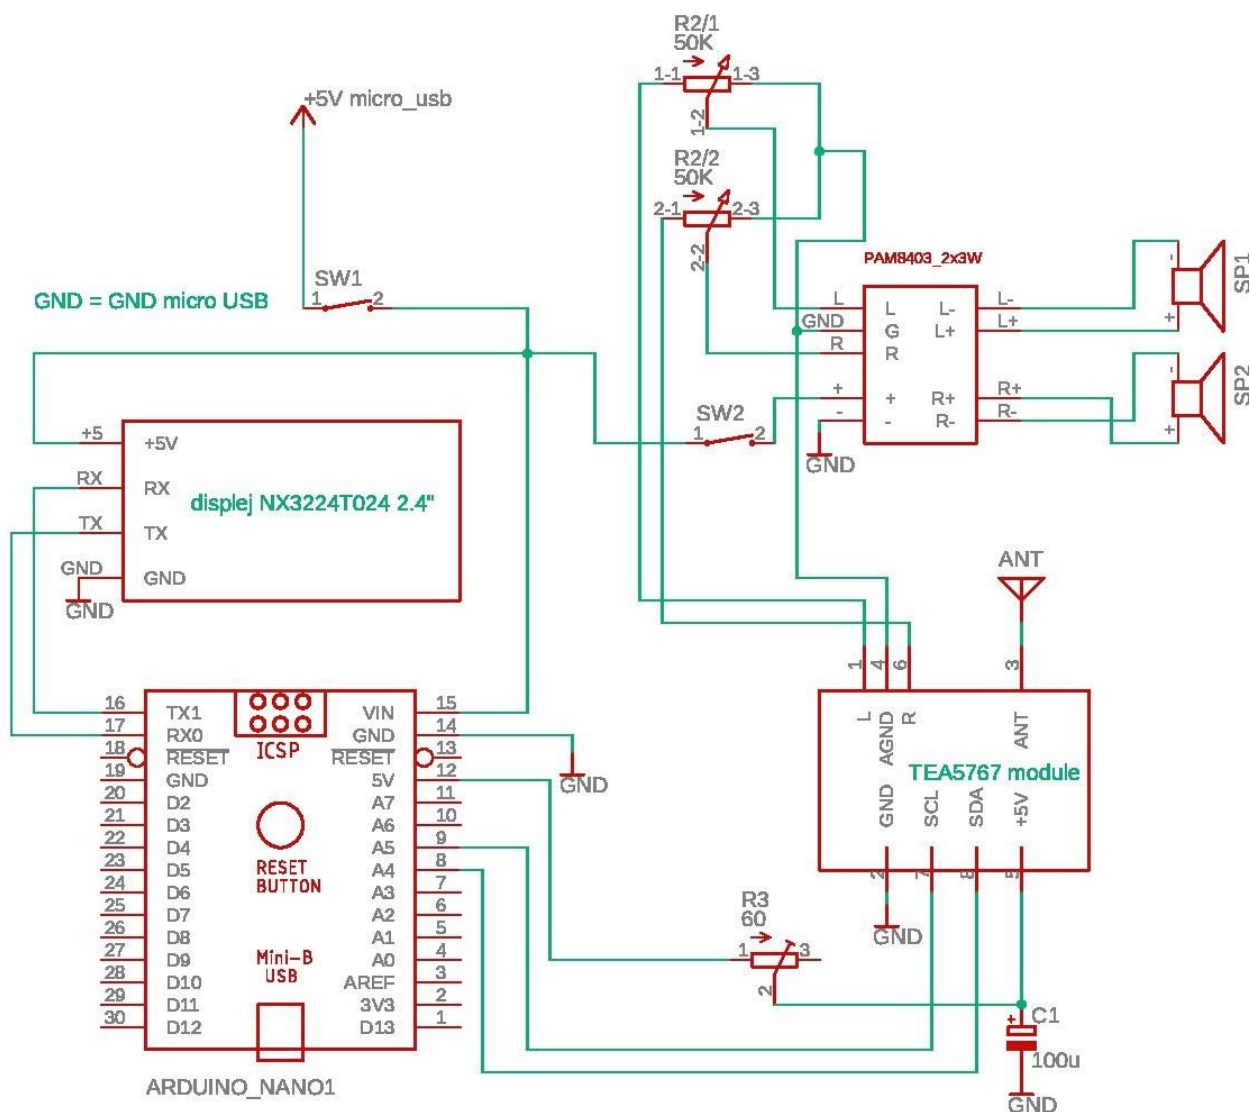 R2/1
50K
1-1
1-3
1-2
+5V micro_usb
R2/2
50K
2-1
2-3
2-2
PAM8403_2x3W
SW1
1
2
GND = GND micro USB
L
L
L-
L-
GND
G
L+
L+
R
R
-
+
SP1
+
+
R+
R+
-
-
R-
R-
-
+
SP2
GND
SW2
1
2
+5
+5V
RX
RX
TX
TX
GND
GND
GND
displej NX3224T024 2.4"
ANT
1
4
6
3
L
AGND
R
ANT
TEA5767 module
GND
SCL
SDA
+5V
2
7
8
5
GND
16
TX1
VIN
15
17
RX0
GND
14
18
RESET
ICSP
RESET
13
19
GND
5V
12
GND
20
D2
A7
11
21
D3
A6
10
22
D4
A5
9
23
D5
RESET
A4
8
24
D6
BUTTON
A3
7
25
D7
A2
6
26
D8
A1
5
27
D9
Mini-B
A0
4
28
D10
USB
AREF
3
29
D11
3V3
2
30
D12
D13
1
ARDUINO_NANO1
R3
60
1
3
2
+
C1
100u
GND